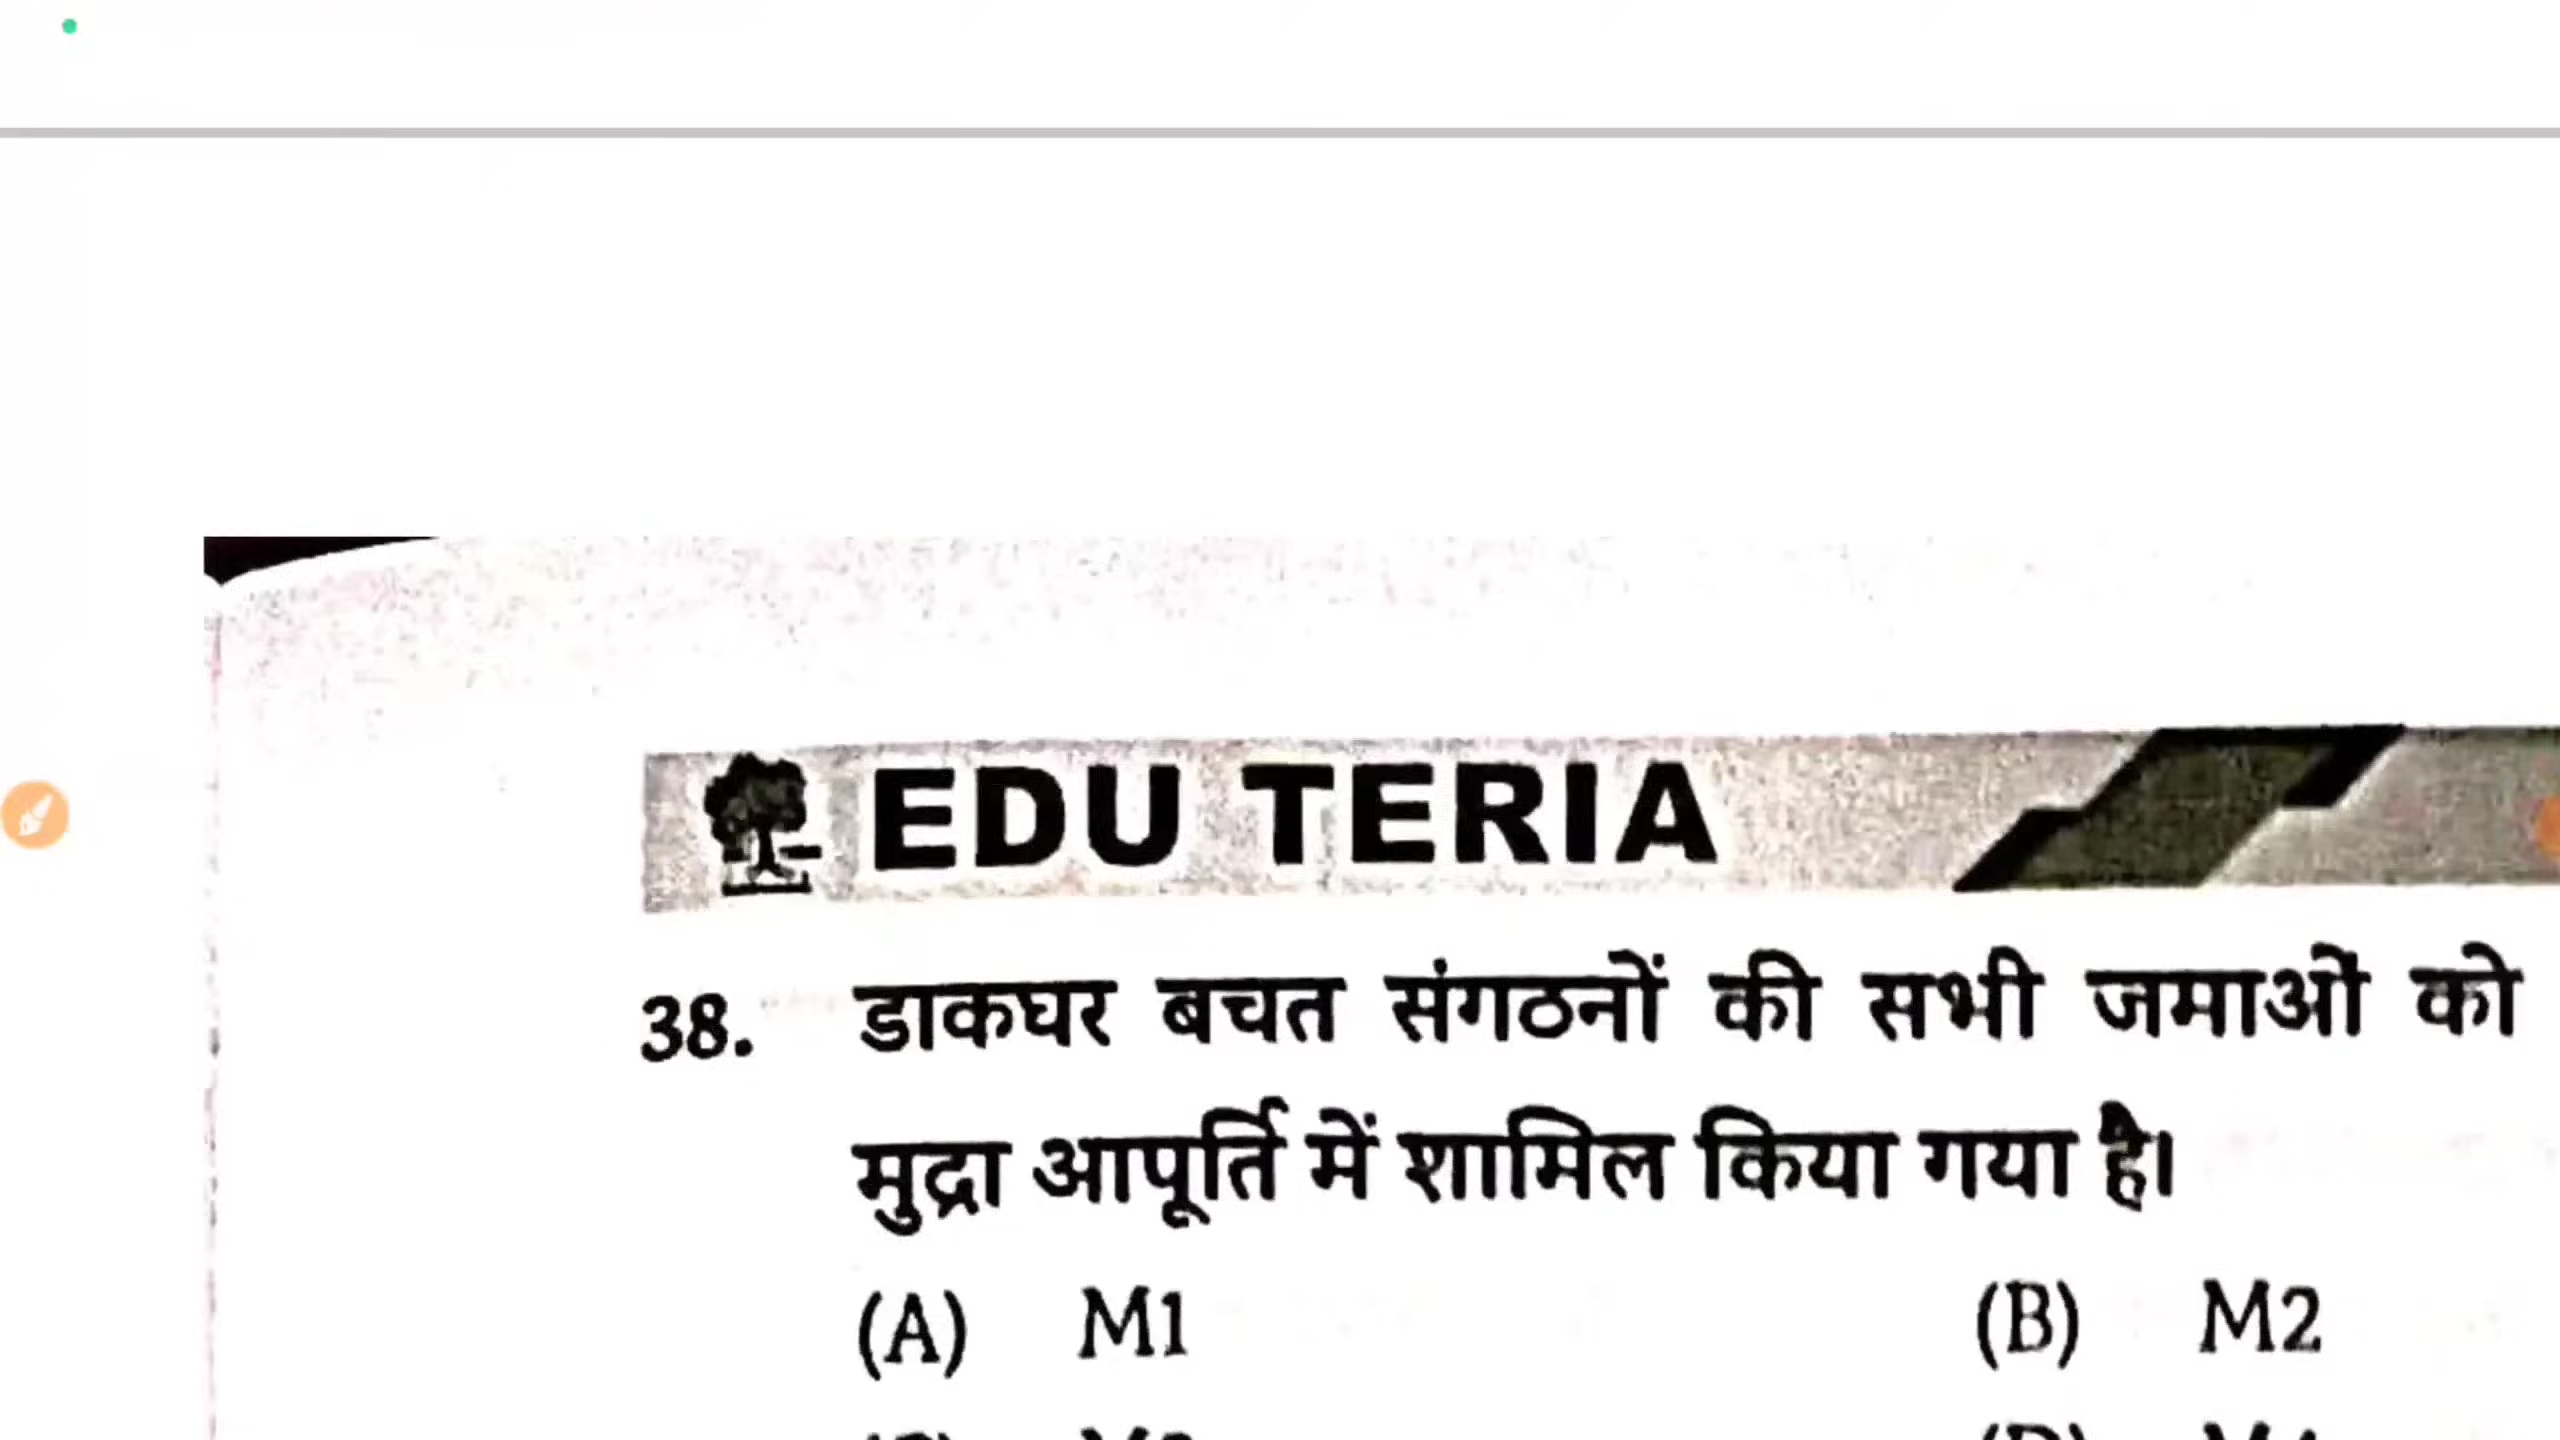 EDU TERIA
38. डाकघर बचत संगठनों की सभी जमाओं को
मुद्रा आपूर्ति में शामिल किया गया है।
(A) M1 (B) M2